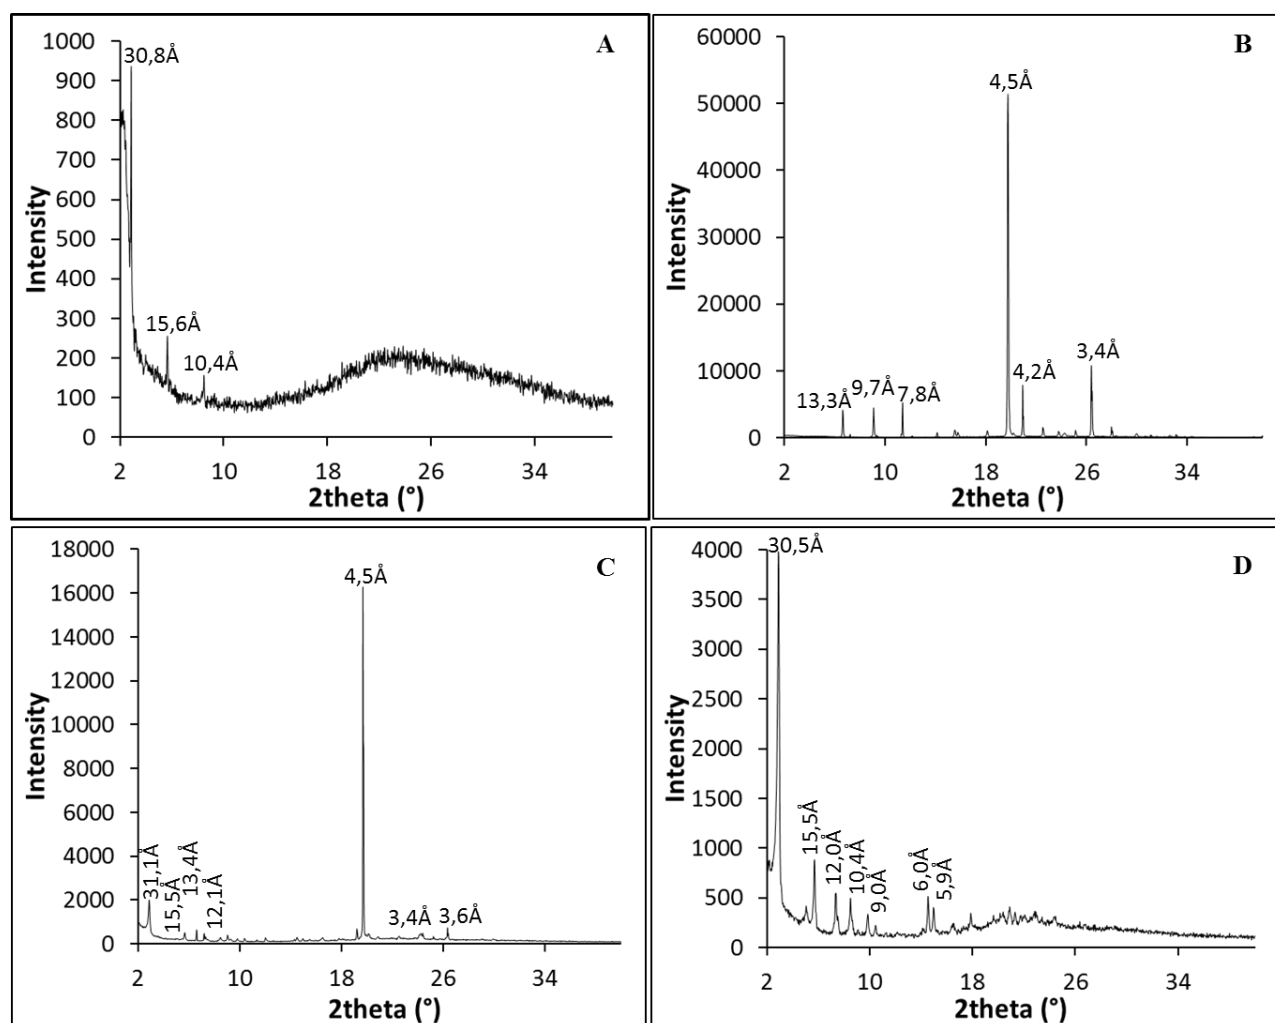 A
1000
900
800
700
600
500
400
300
200
100
0
30,8Å
15,6Å
10,4Å
Intensity
2 10 18 26 34
2theta (°)
B
60000
50000
40000
30000
20000
10000
0
4,5Å
13,3Å
9,7Å
7,8Å
4,2Å
3,4Å
Intensity
2 10 18 26 34
2theta (°)
C
18000
16000
14000
12000
10000
8000
6000
4000
2000
0
4,5Å
31,1Å
15,5Å
13,4Å
12,1Å
3,4Å
3,6Å
Intensity
2 10 18 26 34
2theta (°)
D
4000
3500
3000
2500
2000
1500
1000
500
0
30,5Å
15,5Å
12,0Å
10,4Å
9,0Å
6,0Å
5,9Å
Intensity
2 10 18 26 34
2theta (°)